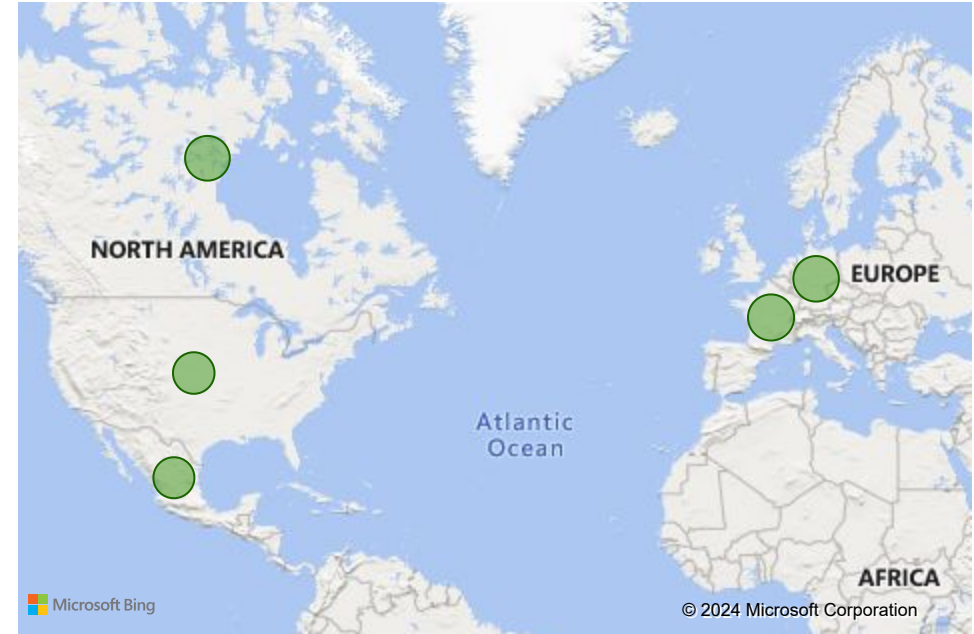 NORTH AMERICA
EUROPE
Atlantic
Ocean
AFRICA
Microsoft Bing
© 2024 Microsoft Corporation